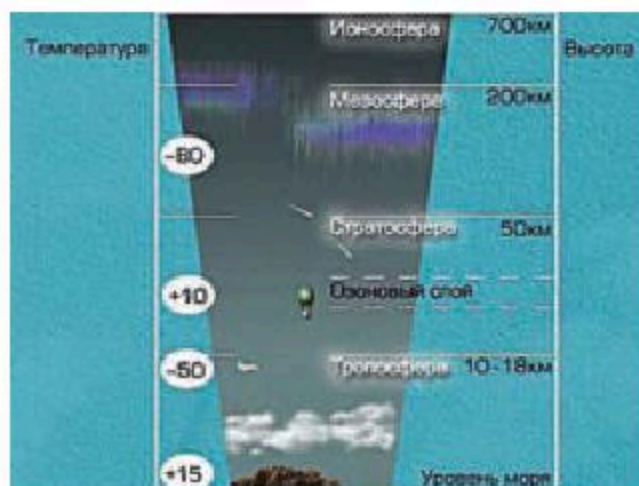 Ионосфера 700км
Температура Высота
Мезосфера 200км
-80
Стратосфера 50км
+10 Озоновый слой
-50 Тропосфера 10-18км
+15 Уровень моря